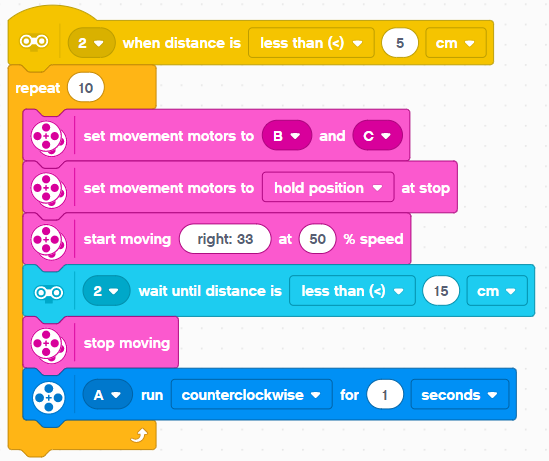 2 when distance is less than (<) 5 cm
repeat 10
set movement motors to B and C
set movement motors to hold position at stop
start moving right: 33 at 50 % speed
2 wait until distance is less than (<) 15 cm
stop moving
A run counterclockwise for 1 seconds